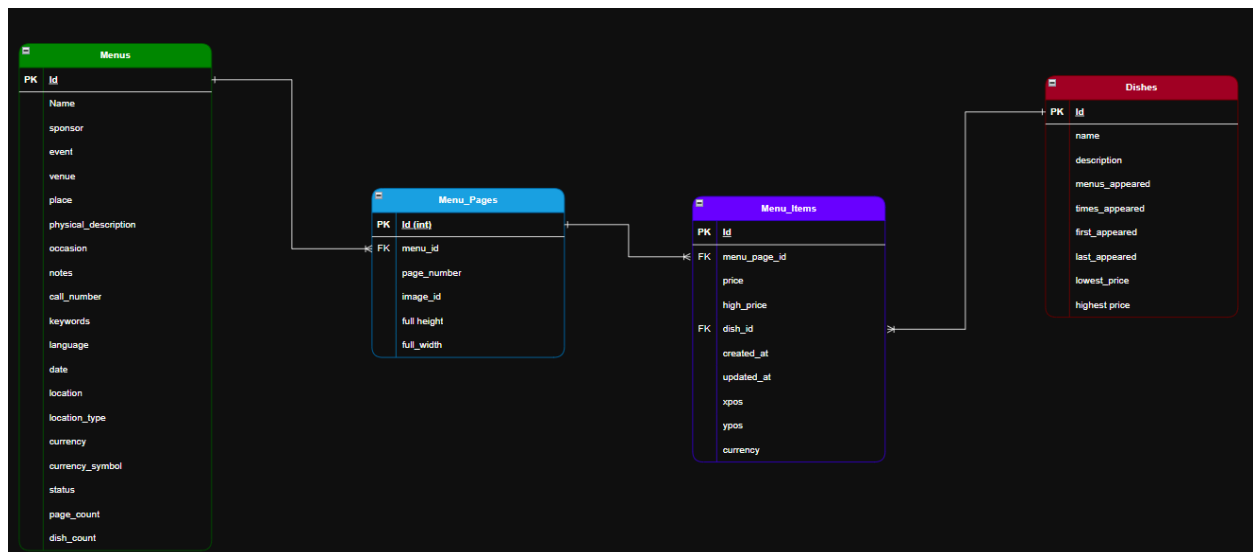 Menus
PK Id
Name
sponsor
event
venue
place
physical_description
occasion
notes
call_number
keywords
language
date
location
location_type
currency
currency_symbol
status
page_count
dish_count
Menu_Pages
PK Id (int)
FK menu_id
page_number
image_id
full height
full_width
Menu_Items
PK Id
FK menu_page_id
price
high_price
FK dish_id
created_at
updated_at
xpos
ypos
currency
Dishes
PK Id
name
description
menus_appeared
times_appeared
first_appeared
last_appeared
lowest_price
highest price